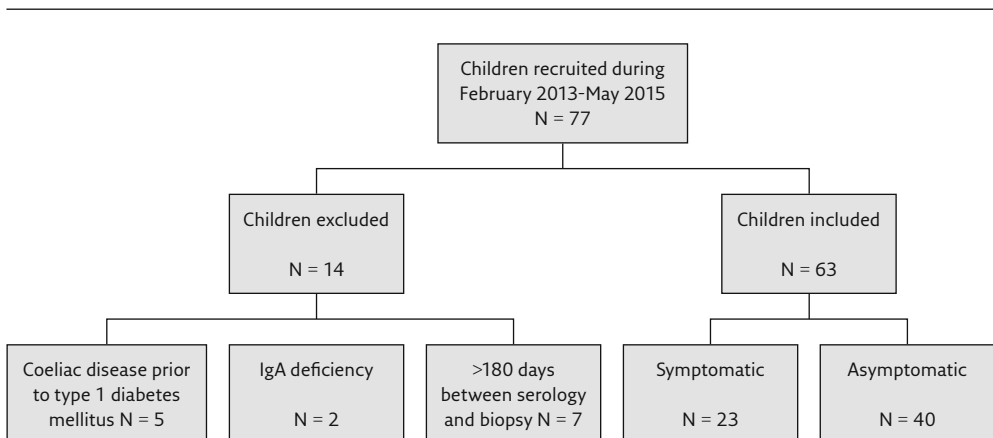 Children recruited during
February 2013-May 2015
N = 77
Children excluded
N = 14
Children included
N = 63
Coeliac disease prior
to type 1 diabetes
mellitus N = 5
IgA deficiency
N = 2
>180 days
between serology
and biopsy N = 7
Symptomatic
N = 23
Asymptomatic
N = 40